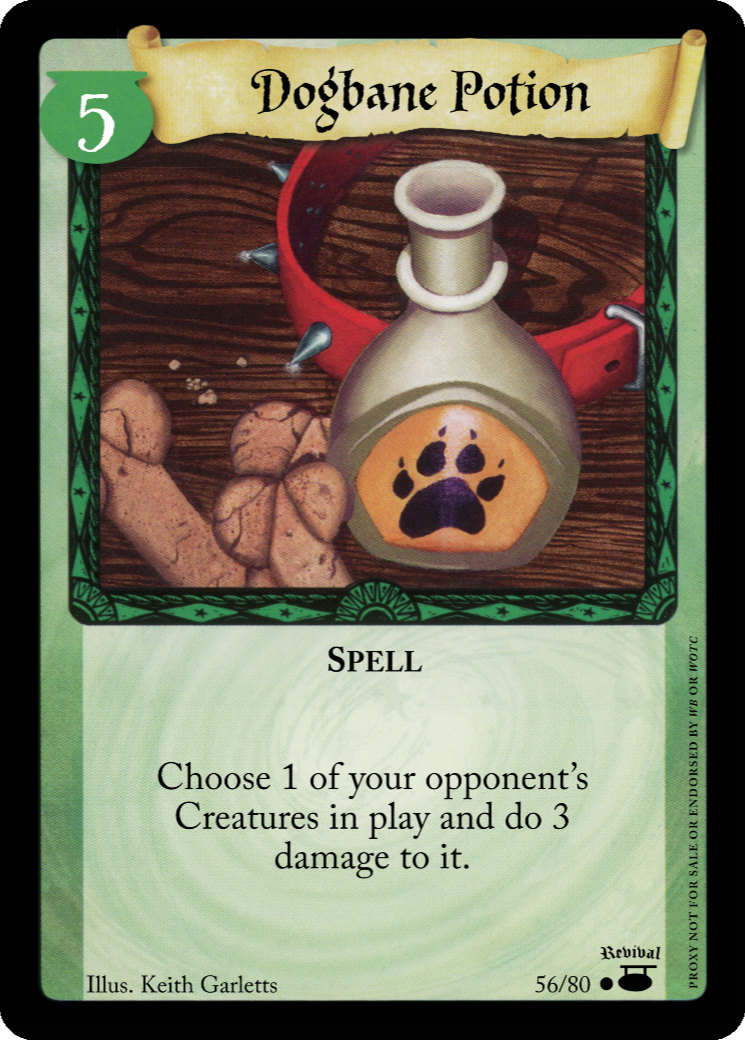 5
Dogbane Potion
SPELL
Choose 1 of your opponent's
Creatures in play and do 3
damage to it.
Illus. Keith Garletts
56/80
Revival
PROXY NOT FOR SALE OR ENDORSED BY WB OR WOTC